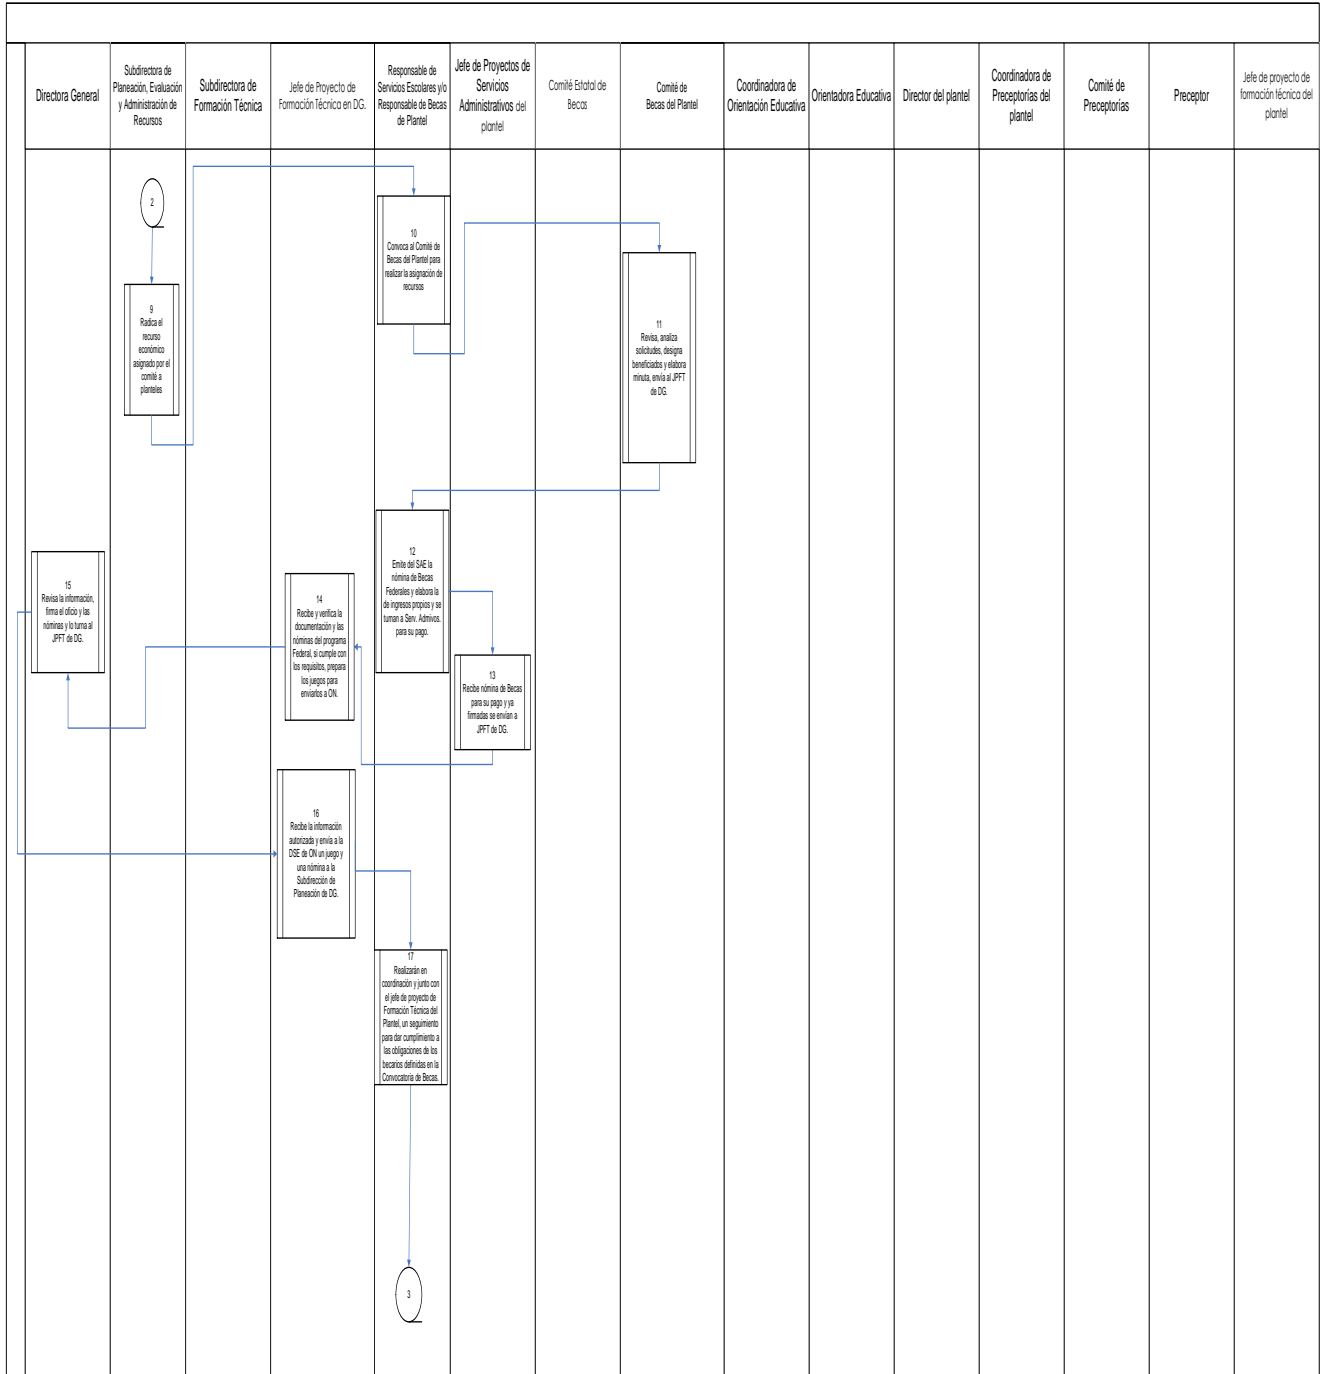 Directora General
Subdirectora de
Planeación, Evaluación
y Administración de
Recursos
Subdirectora de
Formación Técnica
Jefe de Proyecto de
Formación Técnico en DG.
Responsable de
Servicios Escolares y/o
Responsable de Becas
de Plantel
Jefe de Proyectos de
Servicios
Administrativos del
plantel
Comité Estatal de
Becas
Comité de
Becas del Plantel
Coordinadora de
Orientación Educativa
Orientadora Educativa
Director del plantel
Coordinadora de
Preceptorias del
plantel
Comité de
Preceptorias
Preceptor
Jefe de proyecto de
formación técnica del
plantel
2
9
Radica el
recurso
económico
asignado por el
comité a
planteles
10
Convoca al Comité de
Becas del Plantel para
realizar la asignación de
recursos
11
Revisa, analiza
solicitudes, designa
beneficiados y elabora
minuta, envía al JPFT
de DG.
12
Emite del SAE la
nómina de Becas
Federales y elabora la
de ingresos propios y se
turnan a Serv. Admivos.
para su pago.
13
Recibe nómina de Becas
para su pago y ya
firmadas se envían a
JPFT de DG.
14
Recibe y verifica la
documentación y las
nóminas del programa
Federal, si cumple con
los requisitos, prepara
los juegos para
enviarlos a ON.
15
Revisa la información,
firma el oficio y las
nóminas y lo turna al
JPFT de DG.
16
Recibe la información
autorizada y envía a la
DSE de ON un juego y
una nómina a la
Subdirección de
Planeación de DG.
17
Realizarán en
coordinación y junto con
el jefe de proyecto de
Formación Técnica del
Plantel, un seguimiento
para dar cumplimiento a
las obligaciones de los
becarios definidas en la
Convocatoria de Becas.
3